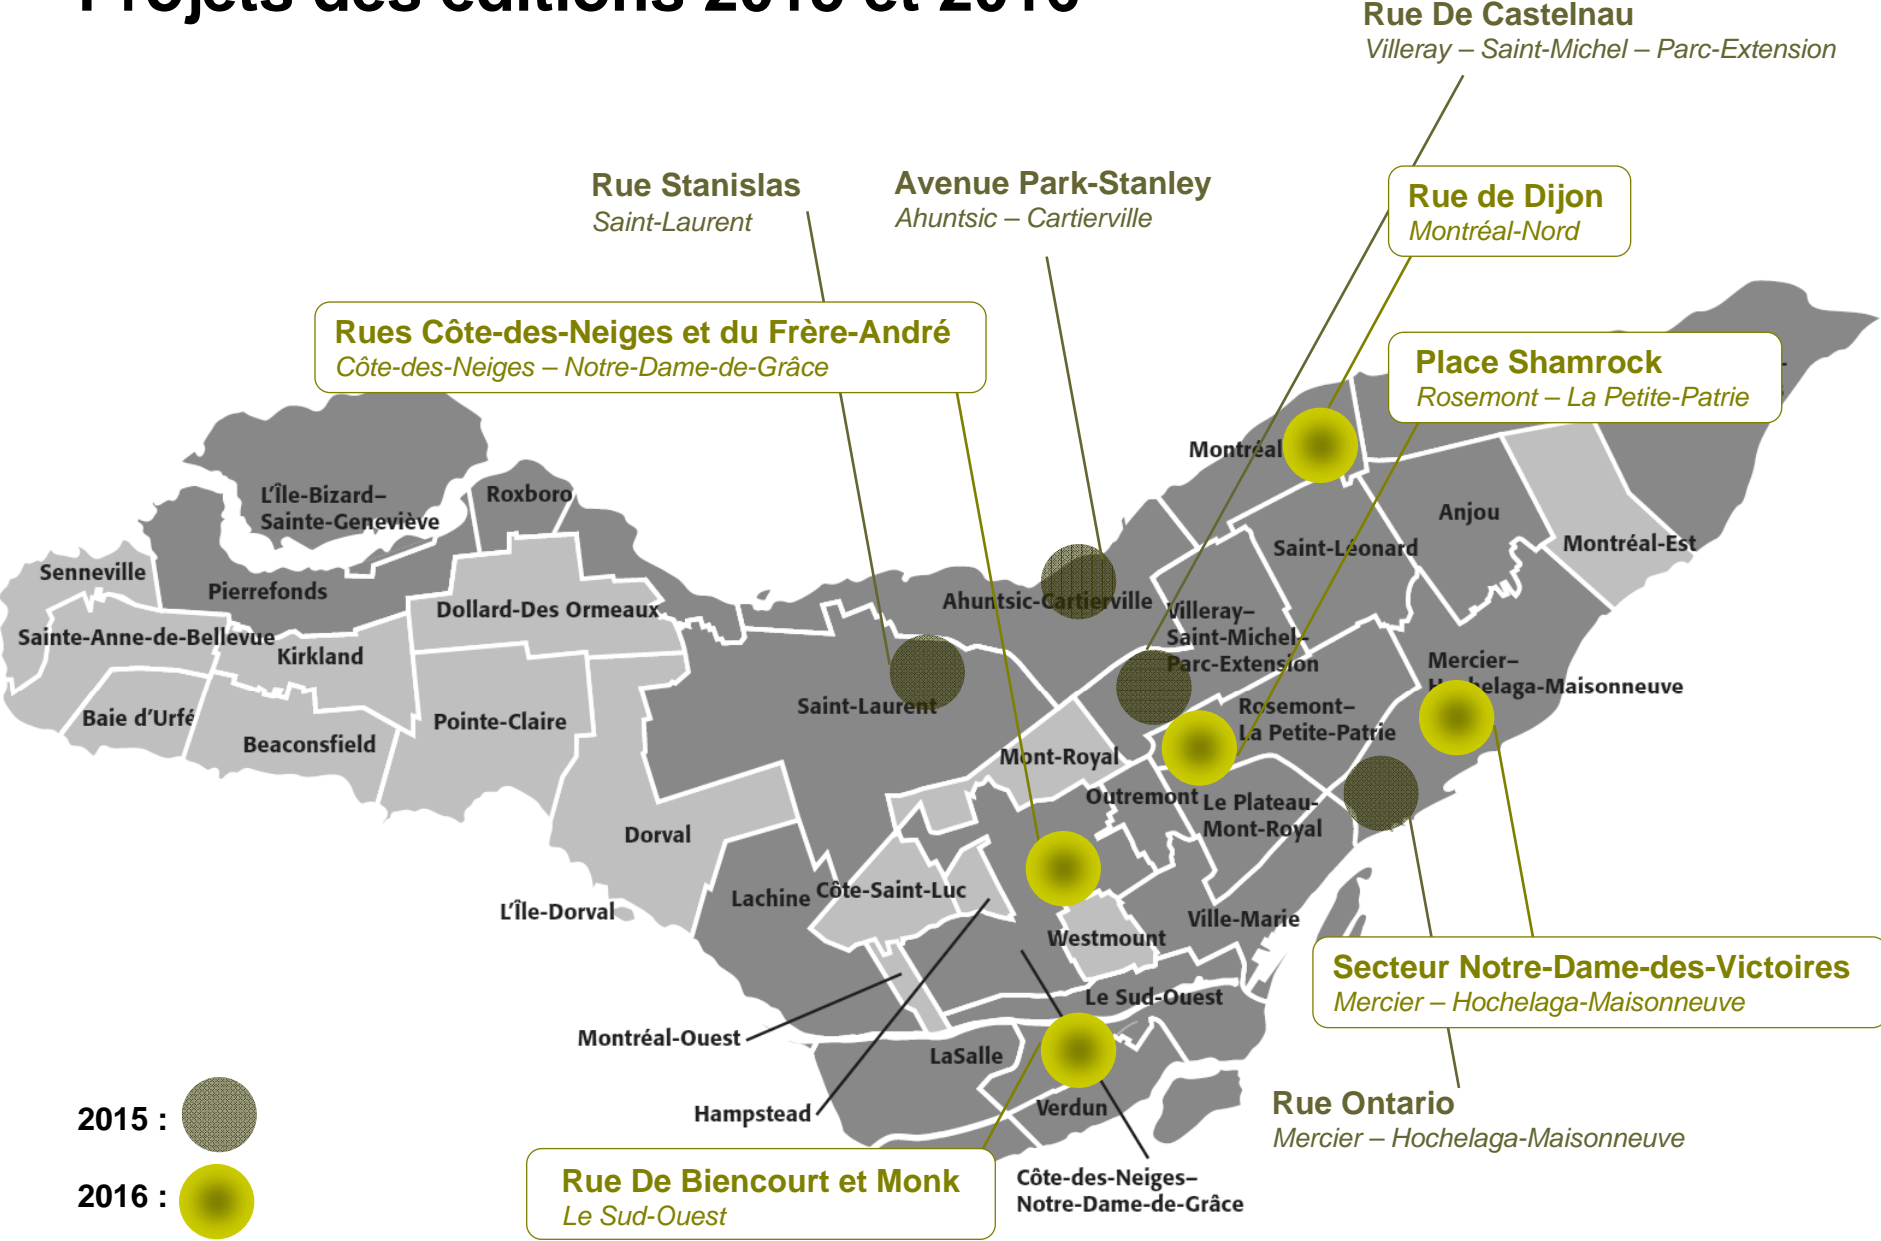 Projets des éditions 2015 et 2016
Rue De Castelnau
Villeray – Saint-Michel – Parc-Extension
Rue Stanislas
Saint-Laurent
Avenue Park-Stanley
Ahuntsic – Cartierville
Rue de Dijon
Montréal-Nord
Rues Côte-des-Neiges et du Frère-André
Côte-des-Neiges – Notre-Dame-de-Grâce
Place Shamrock
Rosemont – La Petite-Patrie
Montréal
L'Île-Bizard–
Sainte-Geneviève
Roxboro
Anjou
Montréal-Est
Saint-Léonard
Senneville
Pierrefonds
Dollard-Des Ormeaux
Ahuntsic-Cartierville
Villeray–
Saint-Michel–
Parc-Extension
Sainte-Anne-de-Bellevue
Kirkland
Mercier–
Hochelaga-Maisonneuve
Baie d'Urfé
Beaconsfield
Pointe-Claire
Saint-Laurent
Rosemont–
La Petite-Patrie
Mont-Royal
Outremont
Le Plateau-
Mont-Royal
Dorval
Lachine
Côte-Saint-Luc
L'Île-Dorval
Ville-Marie
Westmount
Secteur Notre-Dame-des-Victoires
Mercier – Hochelaga-Maisonneuve
Le Sud-Ouest
Montréal-Ouest
LaSalle
Hampstead
Verdun
Rue Ontario
Mercier – Hochelaga-Maisonneuve
2015 :
2016 :
Rue De Biencourt et Monk
Le Sud-Ouest
Côte-des-Neiges–
Notre-Dame-de-Grâce